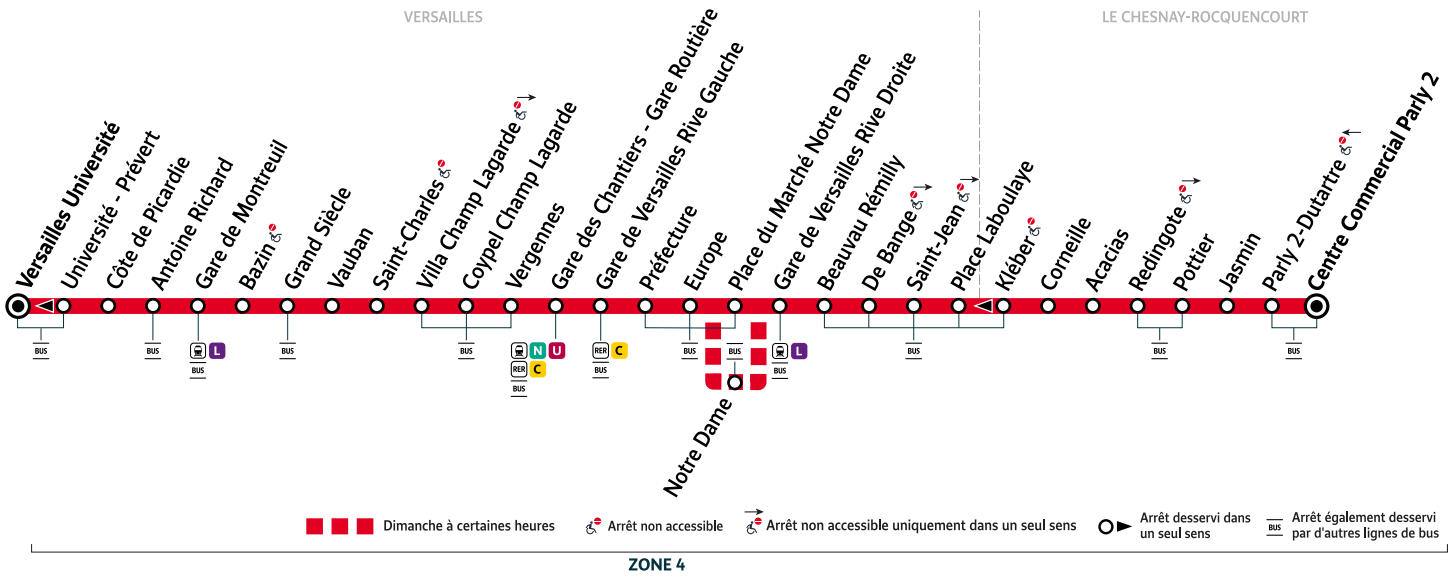 VERSAILLES
LE CHESNAY-ROCQUENCOURT
Versailles Université
Université - Prévert
Côte de Picardie
Antoine Richard
Gare de Montreuil
Bazin
Grand Siècle
Vauban
Saint-Charles
Villa Champ Lagarde
Coypel Champ Lagarde
Vergennes
Gare des Chantiers - Gare Routière
Gare de Versailles Rive Gauche
Préfecture
Europe
Place du Marché Notre Dame
Gare de Versailles Rive Droite
Beauvau Rémilly
De Bange
Saint-Jean
Place Laboulaye
Kléber
Corneille
Acacias
Redingote
Pottier
Jasmin
Parly 2-Dutartre
Centre Commercial Parly 2
BUS
BUS
L
BUS
BUS
BUS
N U
RER C
BUS
RER C
BUS
BUS
BUS
L
BUS
BUS
BUS
BUS
Notre Dame
Dimanche à certaines heures
Arrêt non accessible
Arrêt non accessible uniquement dans un seul sens
Arrêt desservi dans
un seul sens
BUS
Arrêt également desservi
par d'autres lignes de bus
ZONE 4